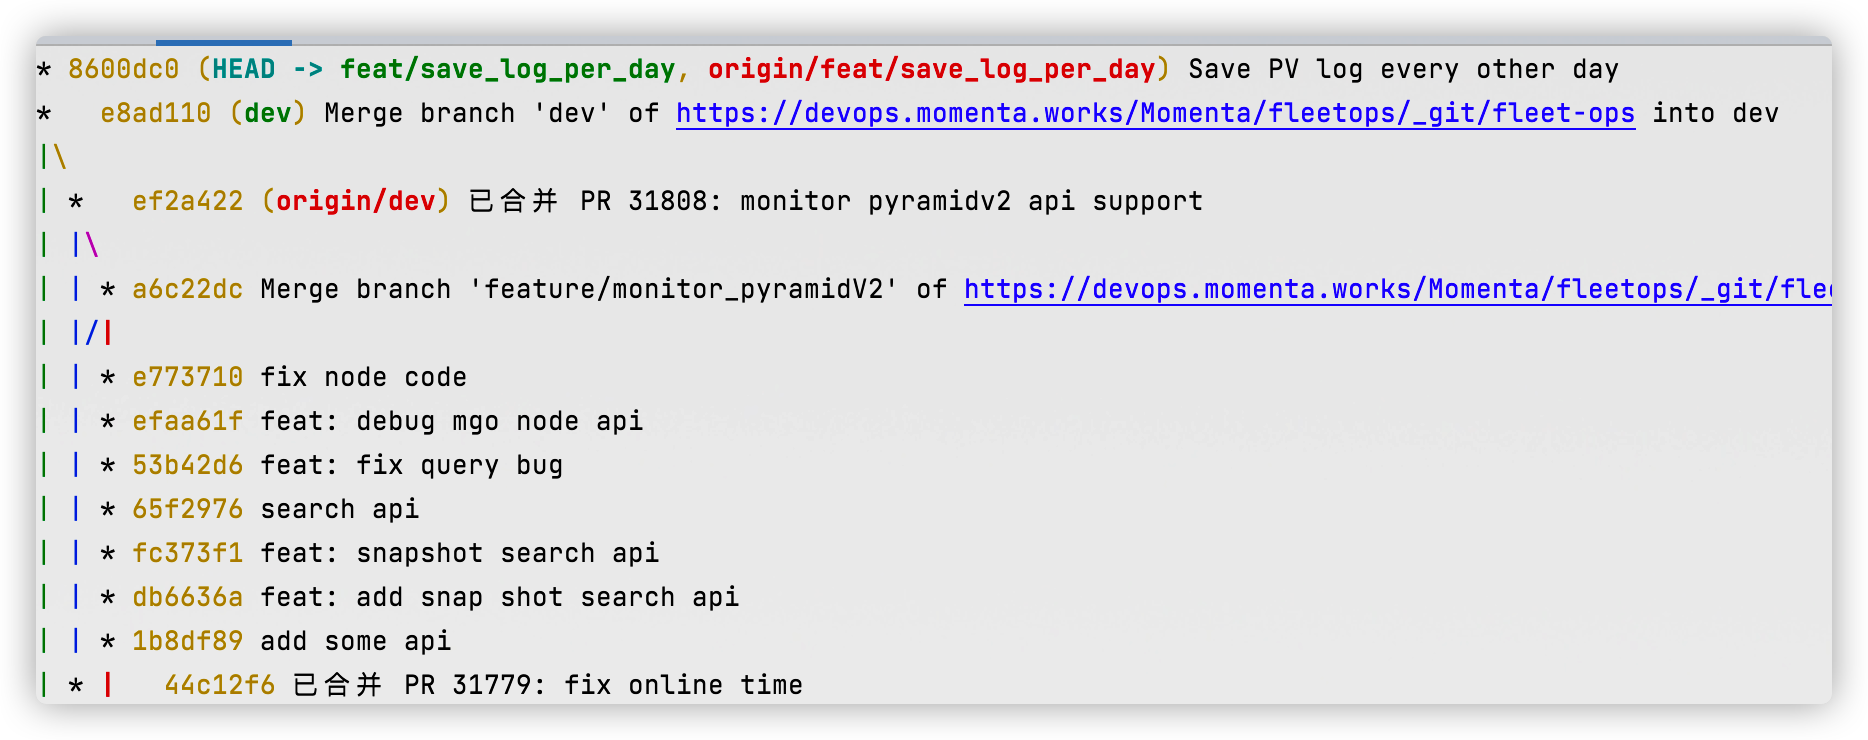 * 8600dc0 (HEAD -> feat/save_log_per_day, origin/feat/save_log_per_day) Save PV log every other day
*   e8ad110 (dev) Merge branch 'dev' of https://devops.momenta.works/Momenta/fleetops/_git/fleet-ops into dev
|\
| *   ef2a422 (origin/dev) 已合并 PR 31808: monitor pyramidv2 api support
| |\
| | * a6c22dc Merge branch 'feature/monitor_pyramidV2' of https://devops.momenta.works/Momenta/fleetops/_git/flee
| |/|
| | * e773710 fix node code
| | * efaa61f feat: debug mgo node api
| | * 53b42d6 feat: fix query bug
| | * 65f2976 search api
| | * fc373f1 feat: snapshot search api
| | * db6636a feat: add snap shot search api
| | * 1b8df89 add some api
| * |   44c12f6 已合并 PR 31779: fix online time